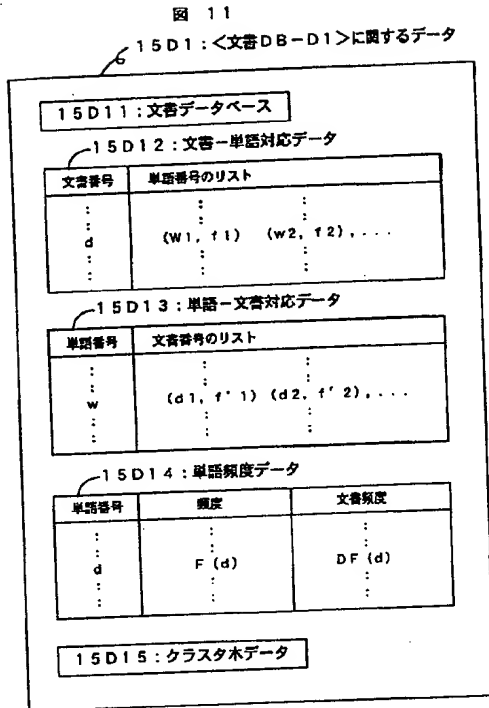 図 11
15D1:<文書DB-D1>に関するデータ
15D11:文書データベース
15D12:文書-単語対応データ
文書番号 単語番号のリスト
: : :
: : :
d (W1, f1) (w2, f2), ...
: : :
: : :
15D13:単語-文書対応データ
単語番号 文書番号のリスト
: : :
: : :
w (d1, f'1) (d2, f'2), ...
: : :
: : :
15D14:単語頻度データ
単語番号 頻度 文書頻度
: : :
: : :
d F(d) DF(d)
: : :
: : :
15D15:クラスタ木データ